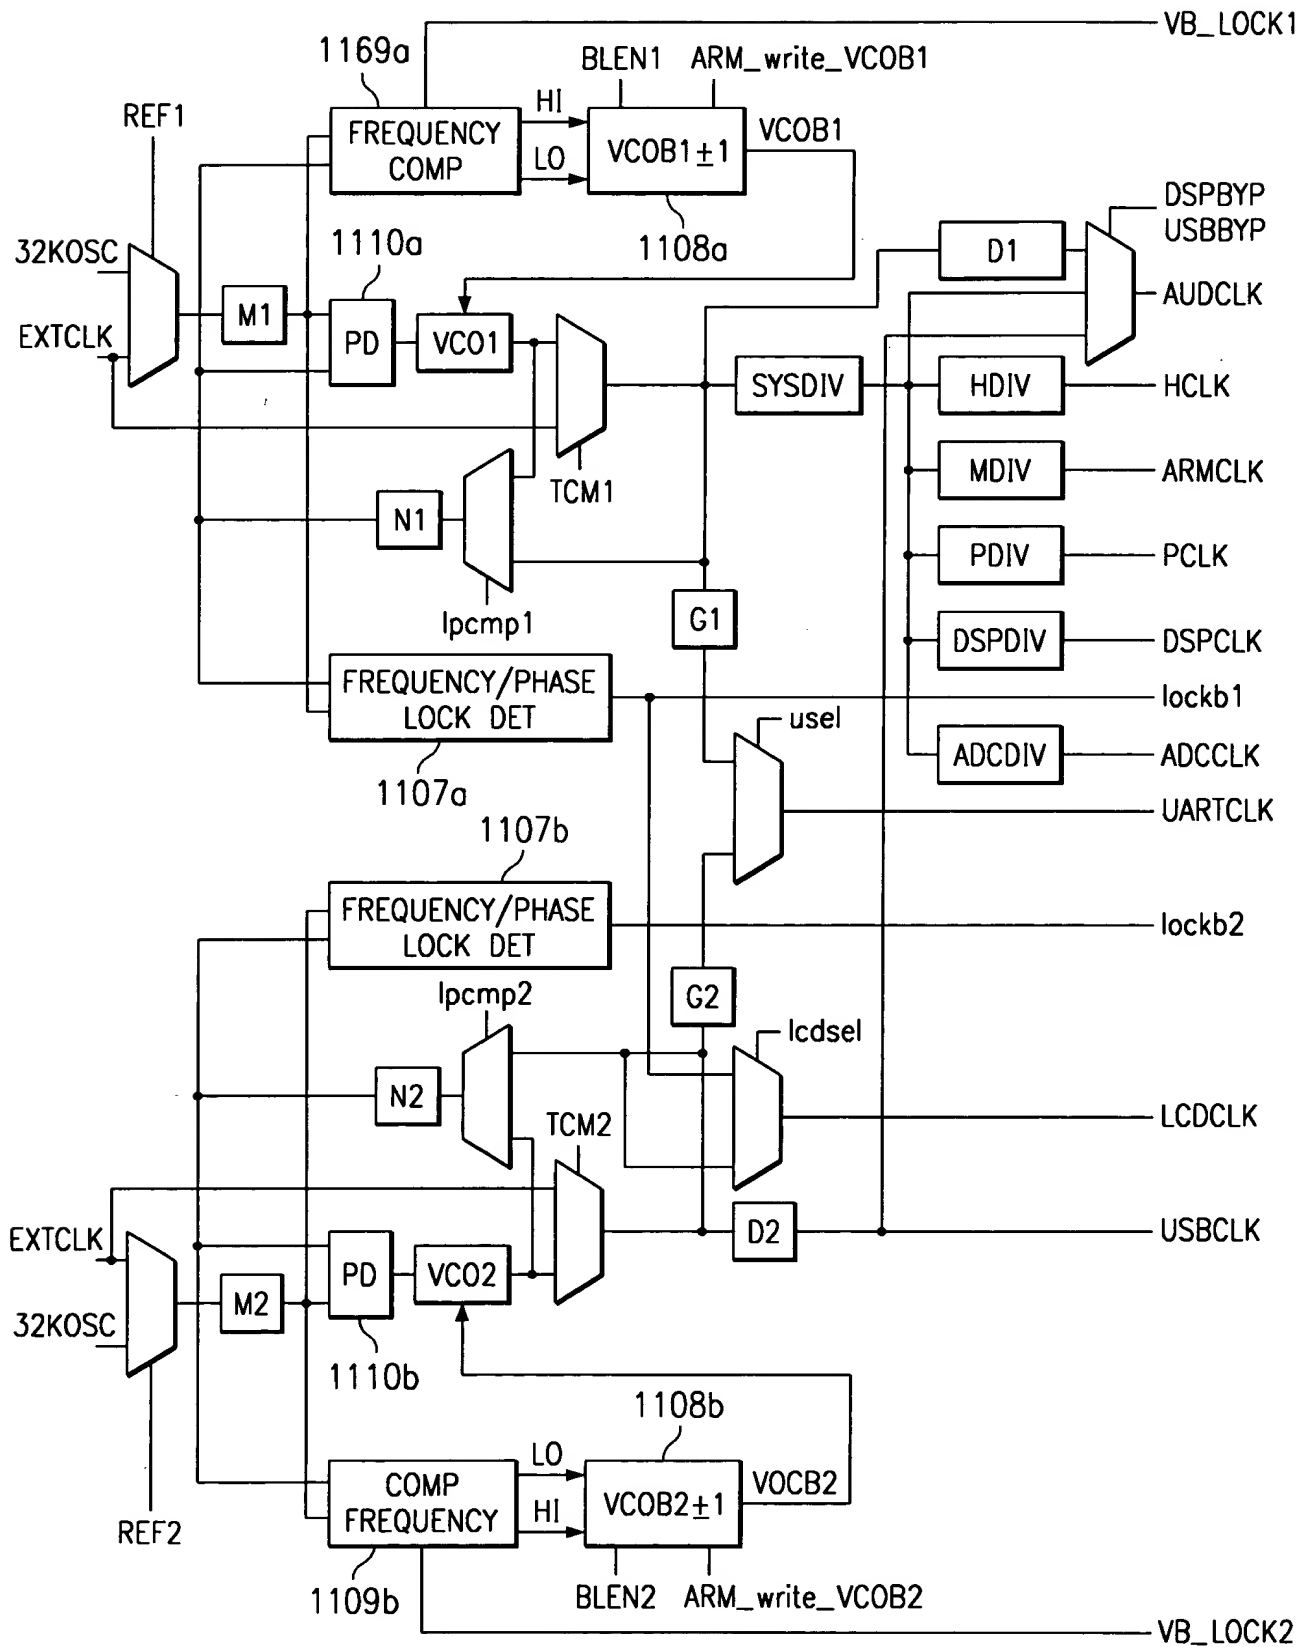 VB_LOCK1
1169a
BLEN1
ARM_write_VCOB1
REF1
FREQUENCY
COMP
HI
LO
VCOB1±1
VCOB1
1108a
DSPBYP
USBBYP
32KOSC
1110a
D1
EXTCLK
M1
PD
VCO1
AUDCLK
SYSDIV
HDIV
HCLK
TCM1
MDIV
ARMCLK
N1
PDIV
PCLK
lpcmp1
G1
DSPDIV
DSPCLK
FREQUENCY/PHASE
LOCK DET
lockb1
usel
1107a
ADCDIV
ADCCLK
UARTCLK
1107b
FREQUENCY/PHASE
LOCK DET
lockb2
lpcmp2
G2
lcdsel
N2
TCM2
LCDCLK
EXTCLK
PD
VCO2
D2
USBCLK
M2
32KOSC
1110b
1108b
REF2
COMP
FREQUENCY
LO
HI
VCOB2±1
VOCB2
1109b
BLEN2
ARM_write_VCOB2
VB_LOCK2